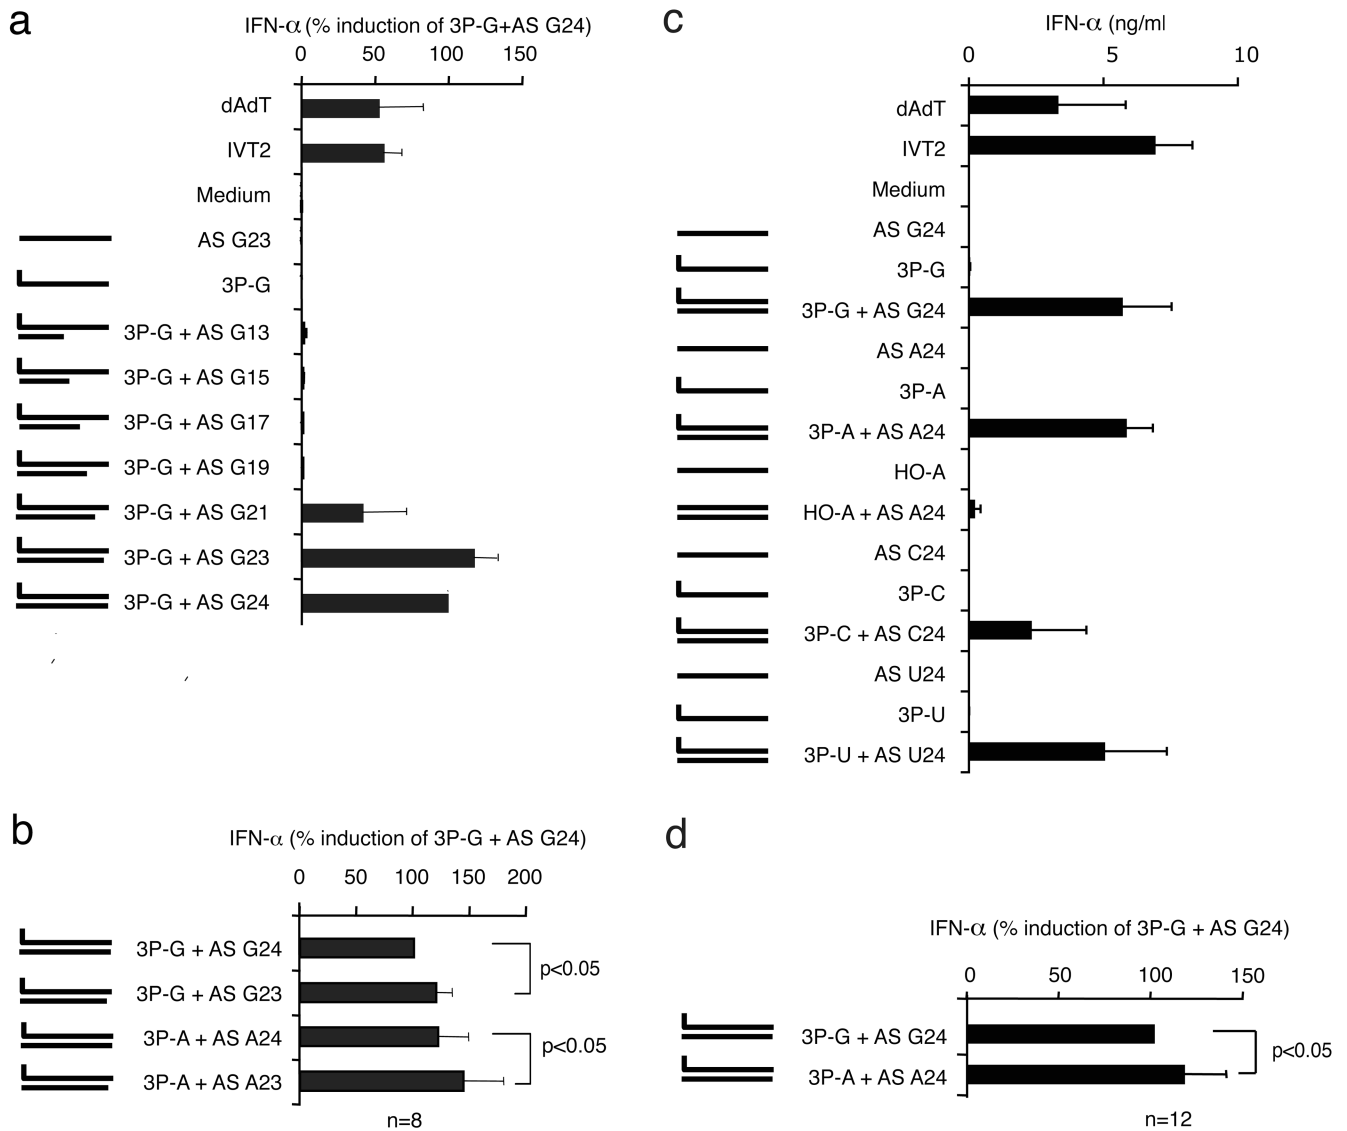 a
IFN-α (% induction of 3P-G+AS G24)
0 50 100 150
dAdT
IVT2
Medium
AS G23
3P-G
3P-G + AS G13
3P-G + AS G15
3P-G + AS G17
3P-G + AS G19
3P-G + AS G21
3P-G + AS G23
3P-G + AS G24
b
IFN-α (% induction of 3P-G + AS G24)
0 50 100 150 200
3P-G + AS G24
3P-G + AS G23
p<0.05
3P-A + AS A24
3P-A + AS A23
p<0.05
n=8
c
IFN-α (ng/ml
0 5 10
dAdT
IVT2
Medium
AS G24
3P-G
3P-G + AS G24
AS A24
3P-A
3P-A + AS A24
HO-A
HO-A + AS A24
AS C24
3P-C
3P-C + AS C24
AS U24
3P-U
3P-U + AS U24
d
IFN-α (% induction of 3P-G + AS G24)
0 50 100 150
3P-G + AS G24
3P-A + AS A24
p<0.05
n=12